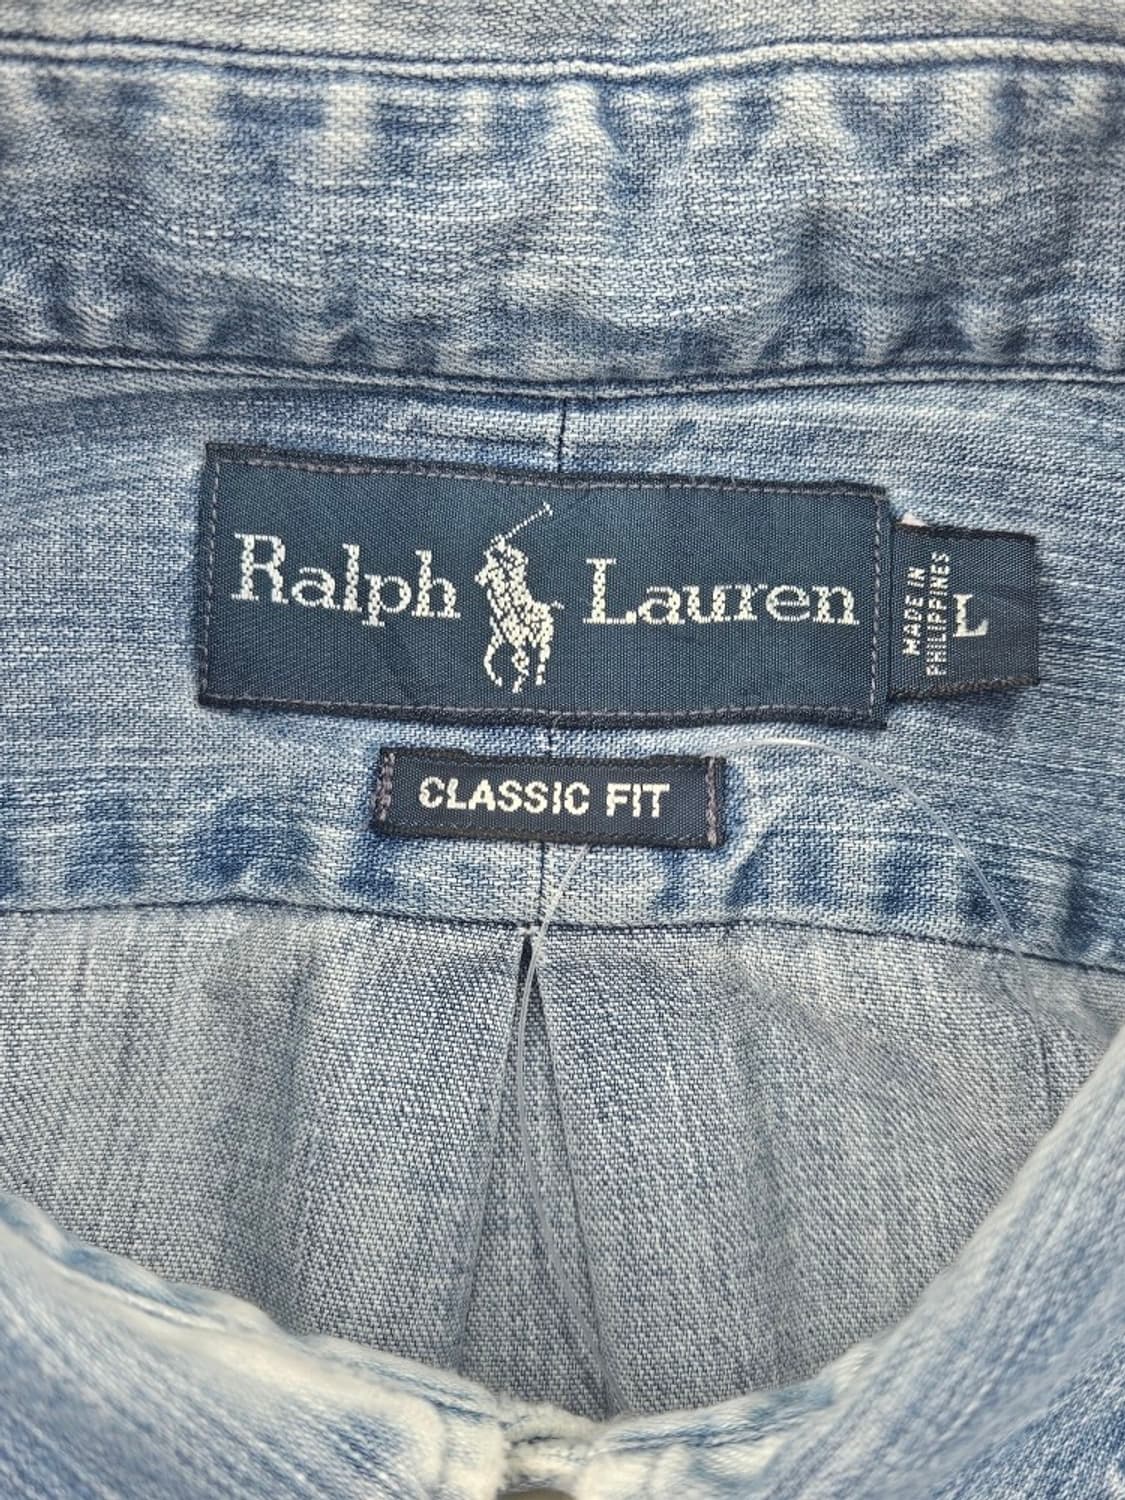 Ralph Lauren
MADE IN
PHILIPPINES
L
CLASSIC FIT